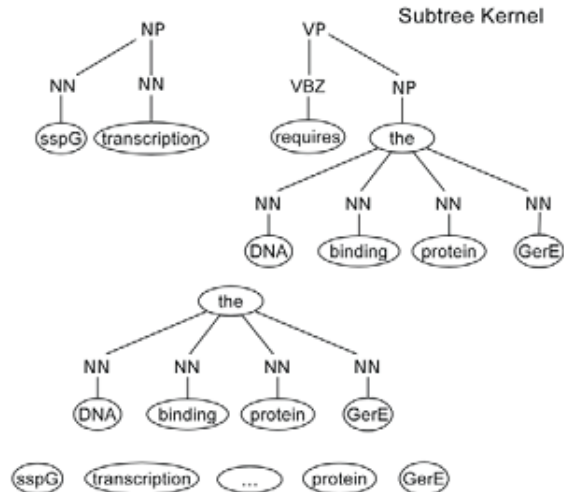 Subtree Kernel
NP VP
NN NN VBZ NP
sspG transcription requires the
NN NN NN NN
DNA binding protein GerE
the
NN NN NN NN
DNA binding protein GerE
sspG transcription ... protein GerE